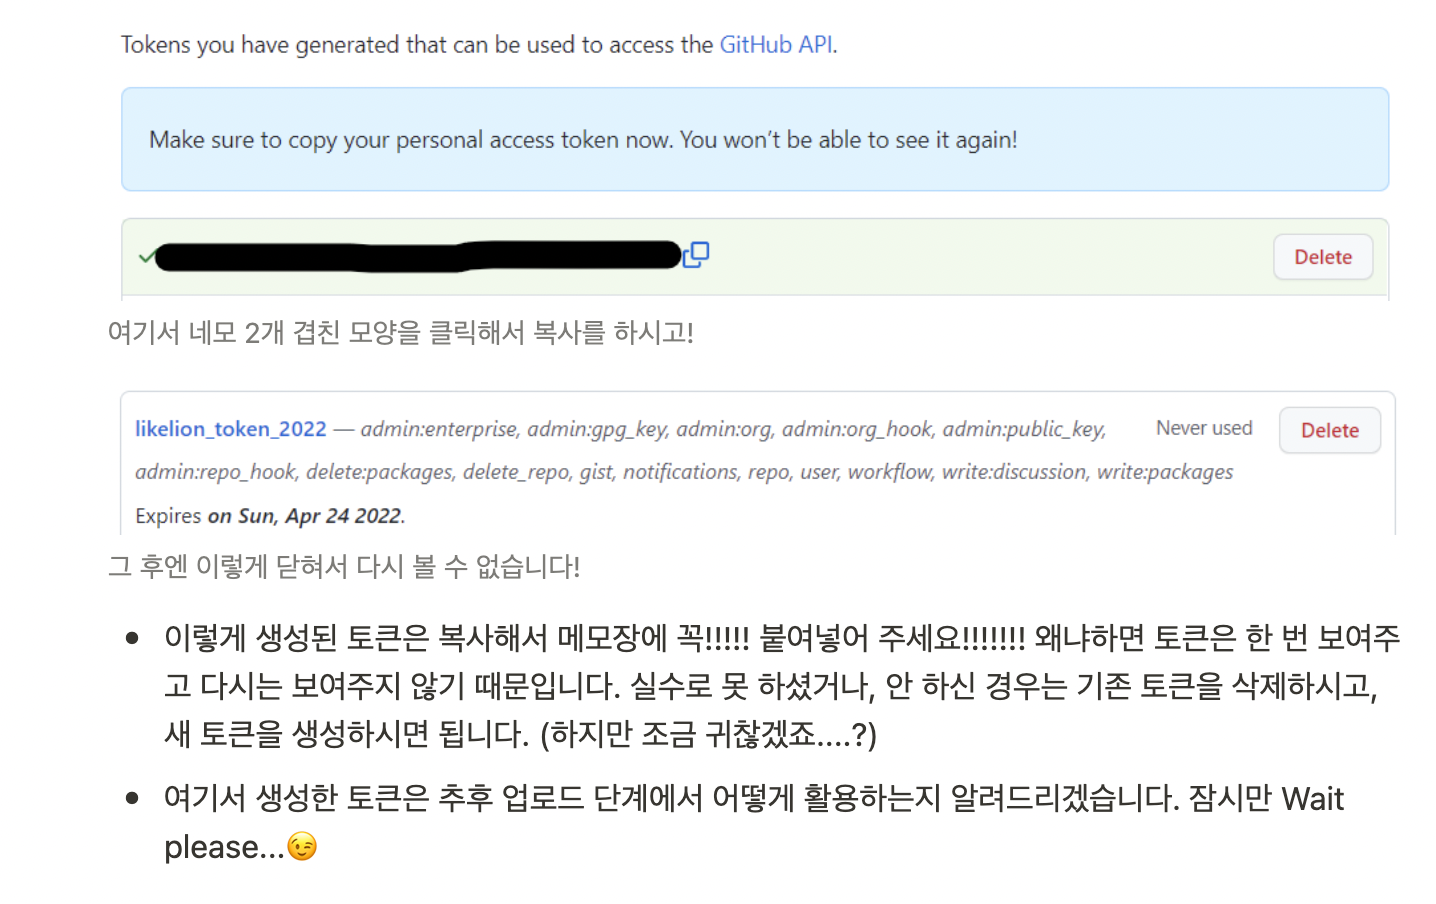 Tokens you have generated that can be used to access the GitHub API.
Make sure to copy your personal access token now. You won’t be able to see it again!
Delete
여기서 네모 2개 겹친 모양을 클릭해서 복사를 하시고!
likelion_token_2022 — admin:enterprise, admin:gpg_key, admin:org, admin:org_hook, admin:public_key,
Never used
Delete
admin:repo_hook, delete:packages, delete_repo, gist, notifications, repo, user, workflow, write:discussion, write:packages
Expires on Sun, Apr 24 2022.
그 후엔 이렇게 닫혀서 다시 볼 수 없습니다!
• 이렇게 생성된 토큰은 복사해서 메모장에 꼭!!!!! 붙여넣어 주세요!!!!!!! 왜냐하면 토큰은 한 번 보여주
고 다시는 보여주지 않기 때문입니다. 실수로 못 하셨거나, 안 하신 경우는 기존 토큰을 삭제하시고,
새 토큰을 생성하시면 됩니다. (하지만 조금 귀찮겠죠....?)
• 여기서 생성한 토큰은 추후 업로드 단계에서 어떻게 활용하는지 알려드리겠습니다. 잠시만 Wait
please...😉